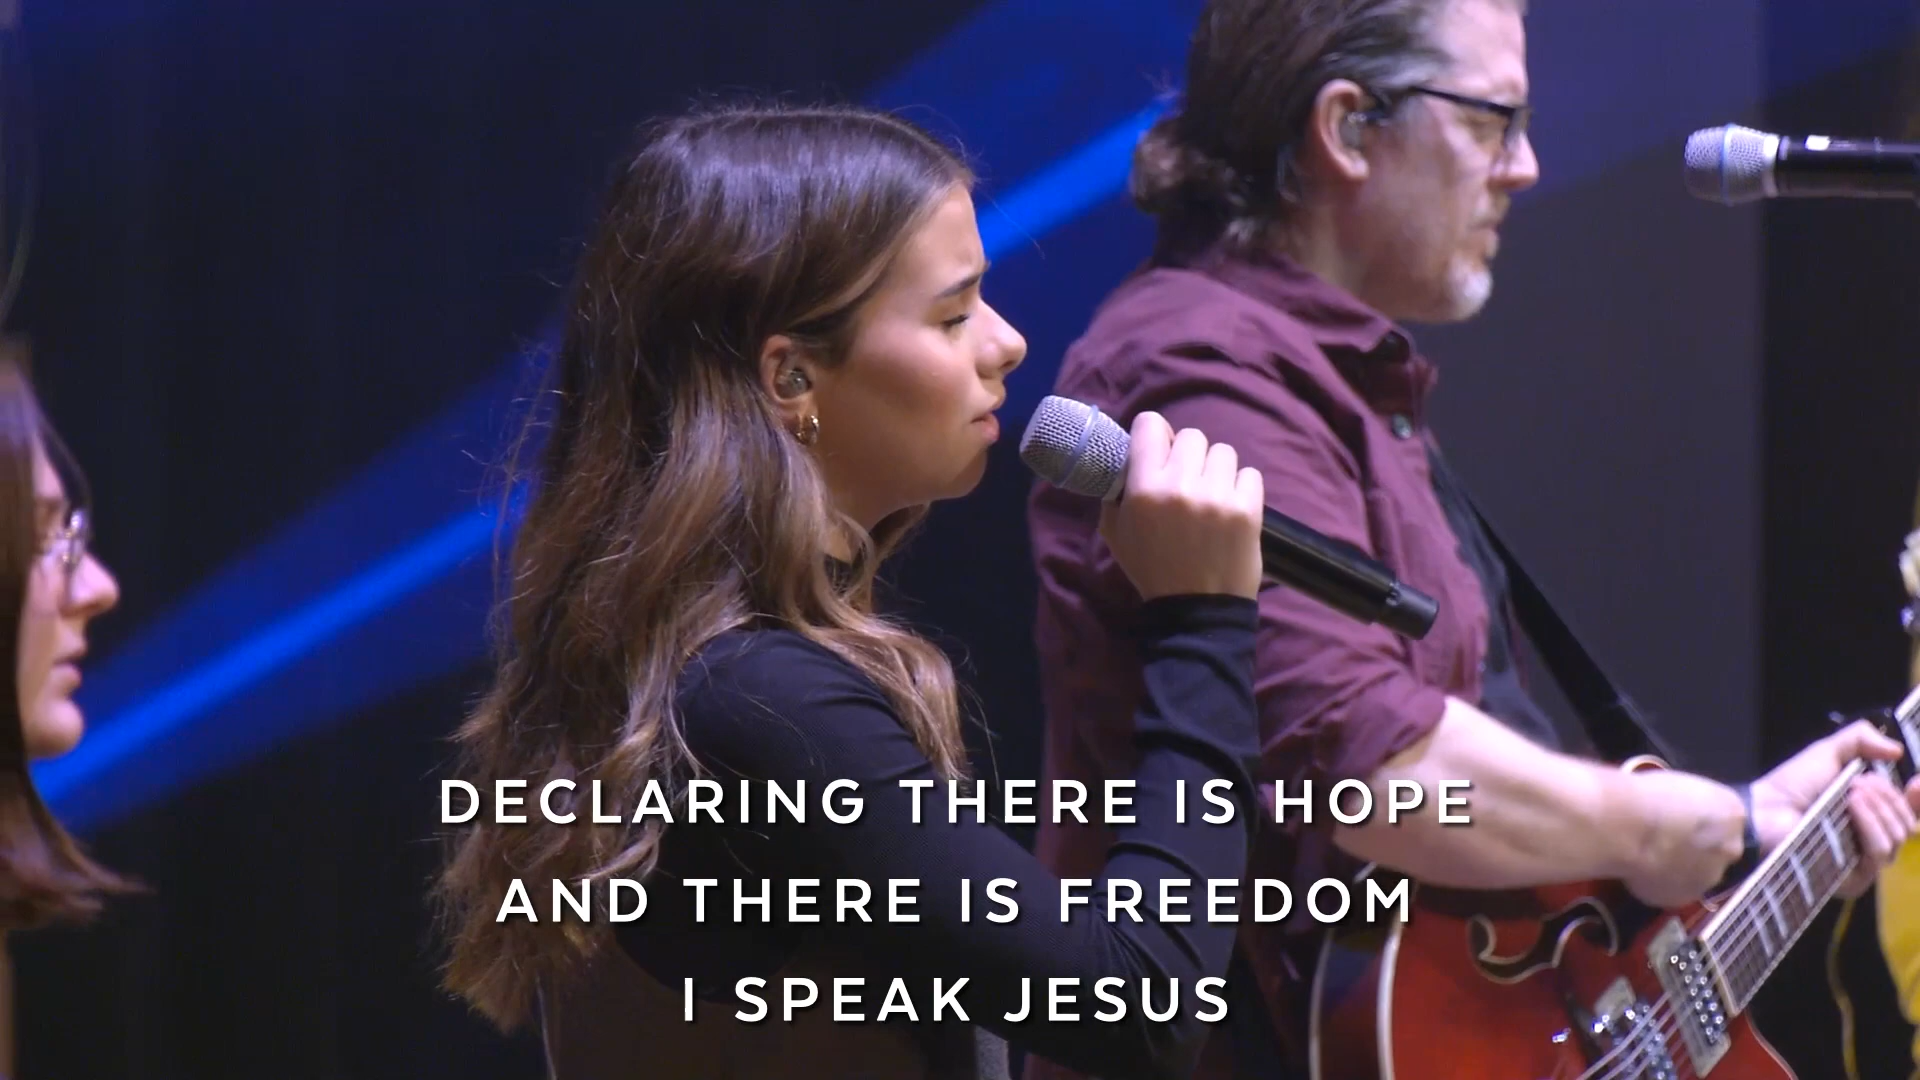 DECLARING THERE IS HOPE
AND THERE IS FREEDOM
I SPEAK JESUS